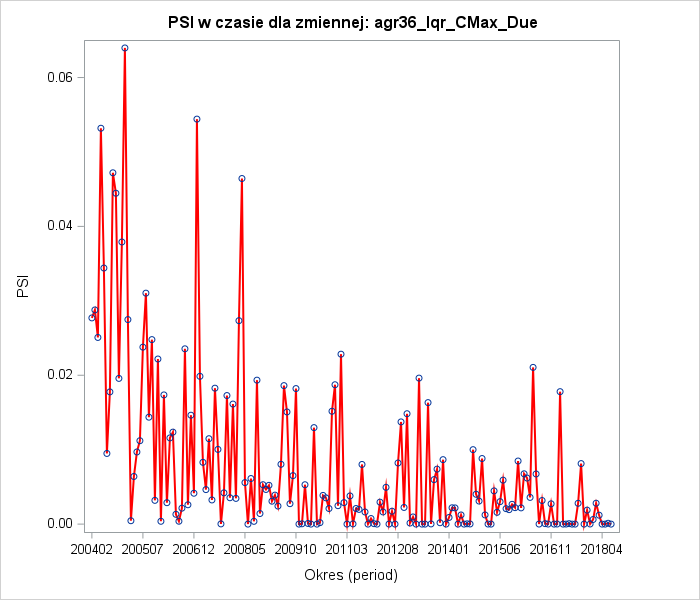 PSI w czasie dla zmiennej: agr36_Iqr_CMax_Due
0.06
0.04
0.02
0.00
PSI
200402 200507 200612 200805 200910 201103 201208 201401 201506 201611 201804
Okres (period)